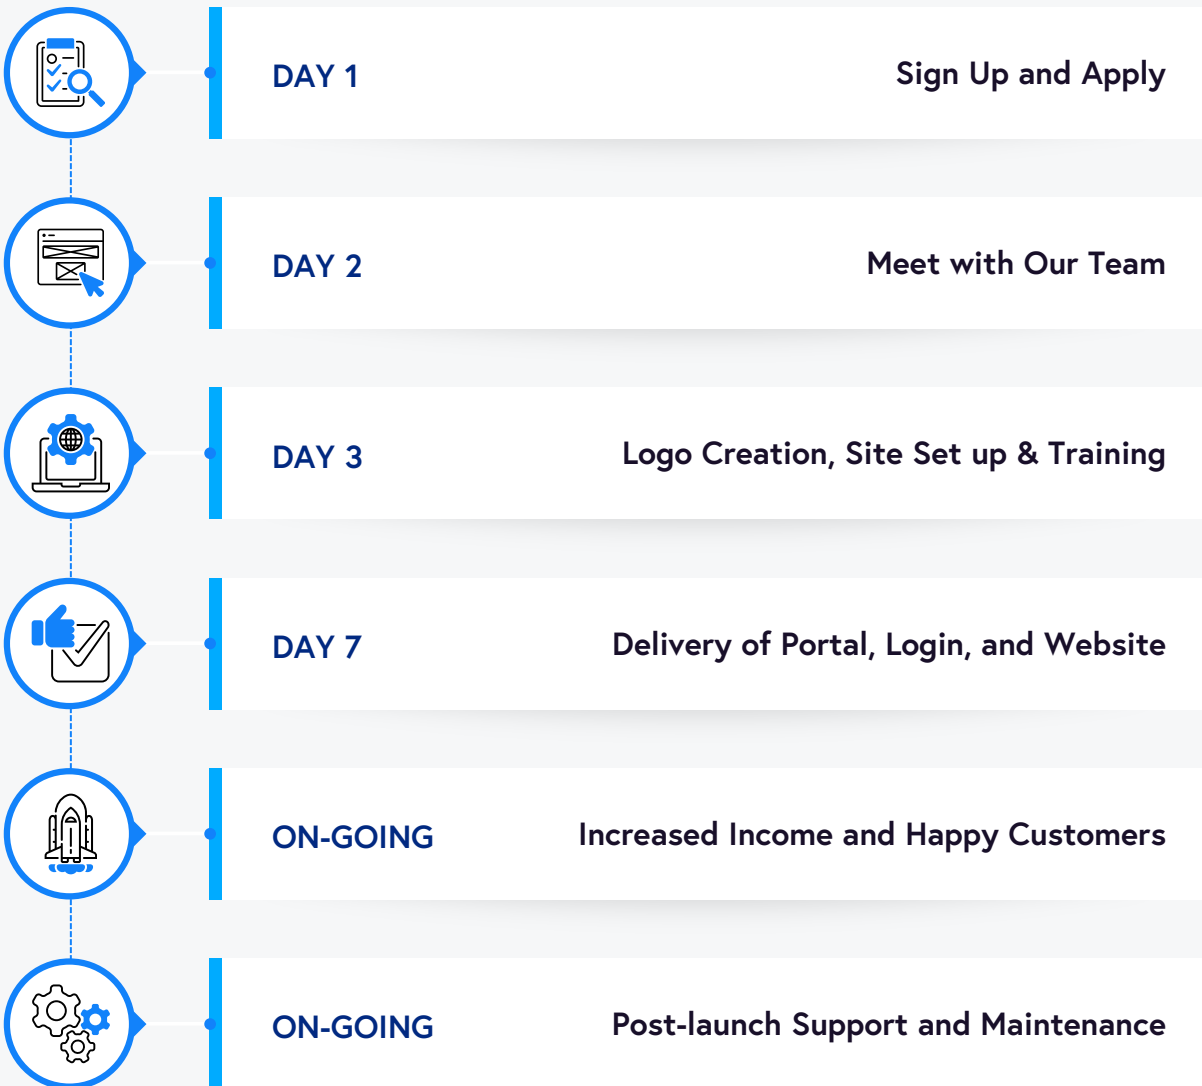 DAY 1
Sign Up and Apply
DAY 2
Meet with Our Team
DAY 3
Logo Creation, Site Set up & Training
DAY 7
Delivery of Portal, Login, and Website
ON-GOING
Increased Income and Happy Customers
ON-GOING
Post-launch Support and Maintenance